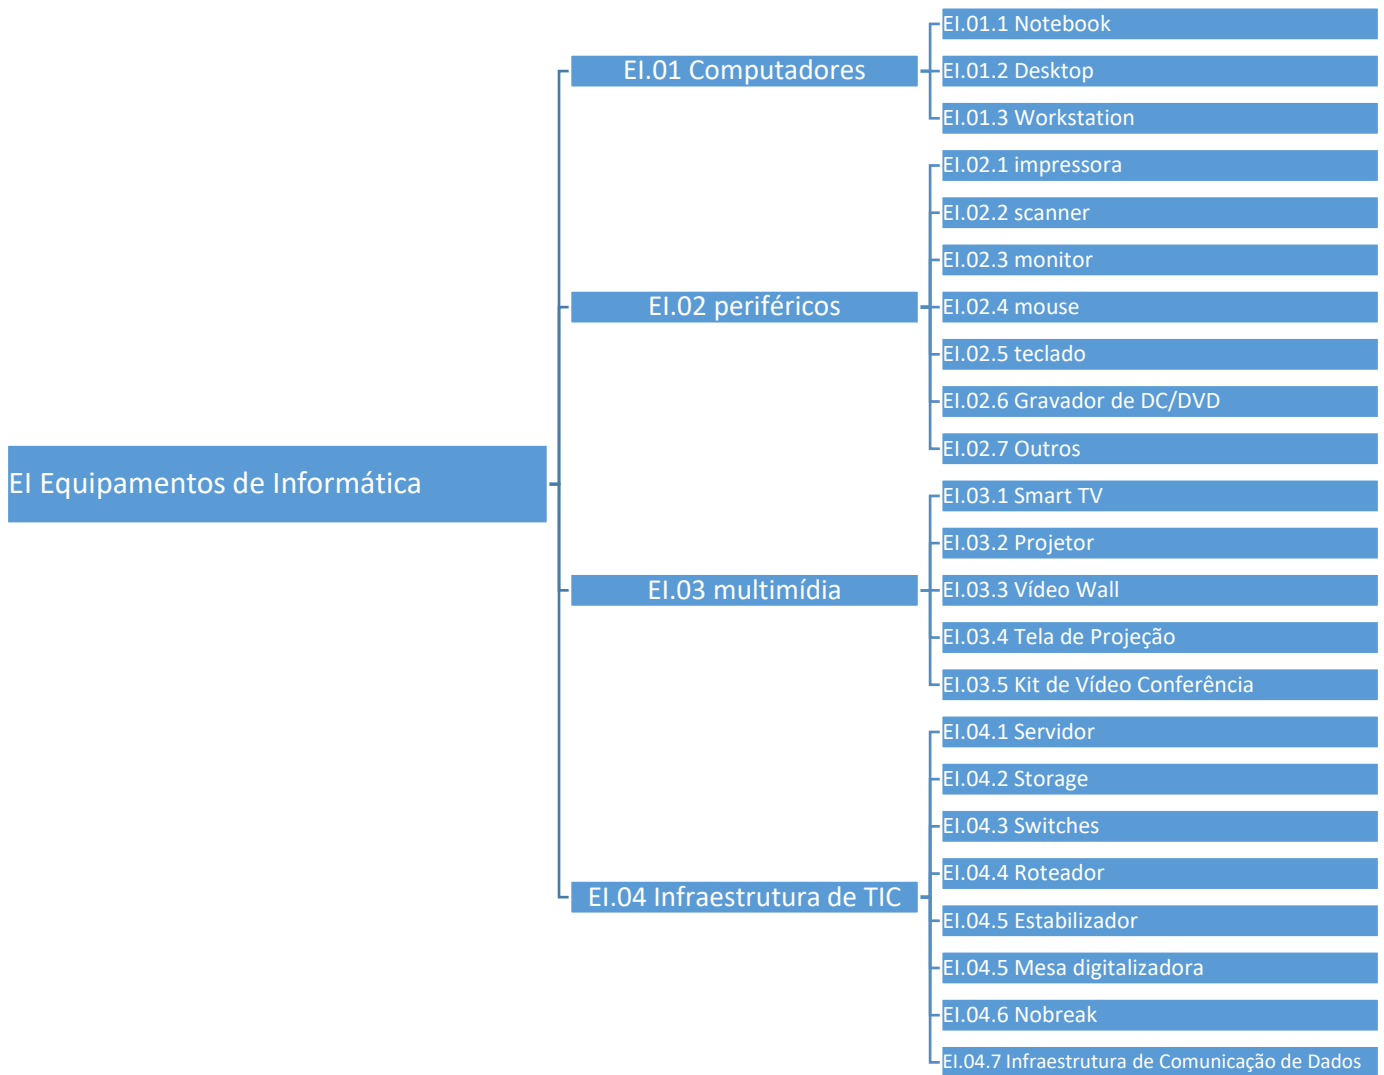 EI Equipamentos de Informática
EI.01 Computadores
EI.01.1 Notebook
EI.01.2 Desktop
EI.01.3 Workstation
EI.02 periféricos
EI.02.1 impressora
EI.02.2 scanner
EI.02.3 monitor
EI.02.4 mouse
EI.02.5 teclado
EI.02.6 Gravador de DC/DVD
EI.02.7 Outros
EI.03 multimídia
EI.03.1 Smart TV
EI.03.2 Projetor
EI.03.3 Vídeo Wall
EI.03.4 Tela de Projeção
EI.03.5 Kit de Vídeo Conferência
EI.04 Infraestrutura de TIC
EI.04.1 Servidor
EI.04.2 Storage
EI.04.3 Switches
EI.04.4 Roteador
EI.04.5 Estabilizador
EI.04.5 Mesa digitalizadora
EI.04.6 Nobreak
EI.04.7 Infraestrutura de Comunicação de Dados